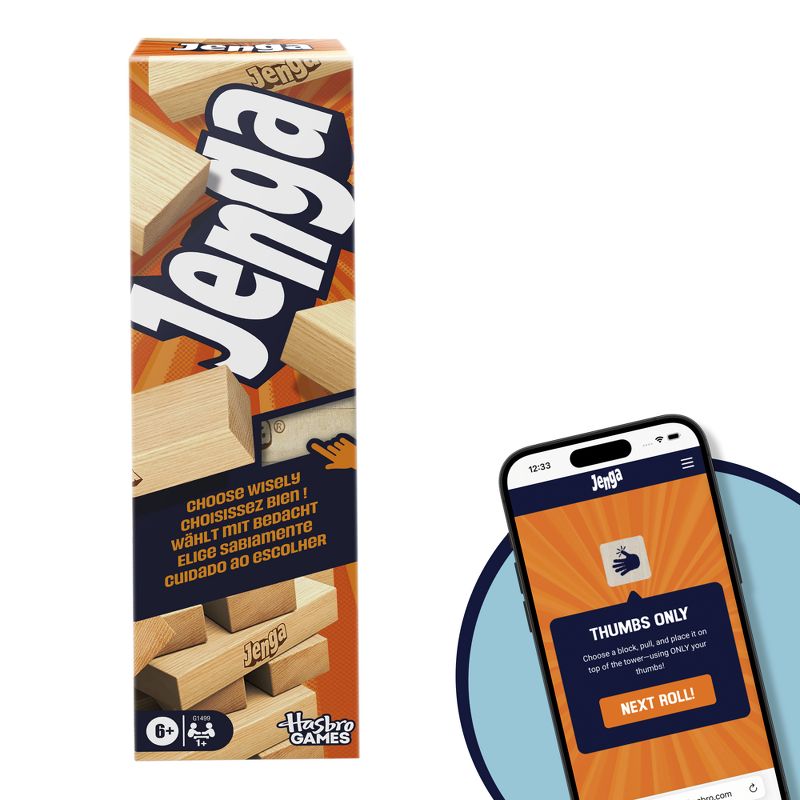 Jenga
Jenga
Jenga
®
CHOOSE WISELY
CHOISISSEZ BIEN !
WÄHLT MIT BEDACHT
ELIGE SABIAMENTE
CUIDADO AO ESCOLHER
Jenga
6+
G1499
1+
Hasbro
GAMES
12:33
Jenga
THUMBS ONLY
Choose a block, pull, and place it on
top of the tower—using ONLY your
thumbs!
NEXT ROLL!